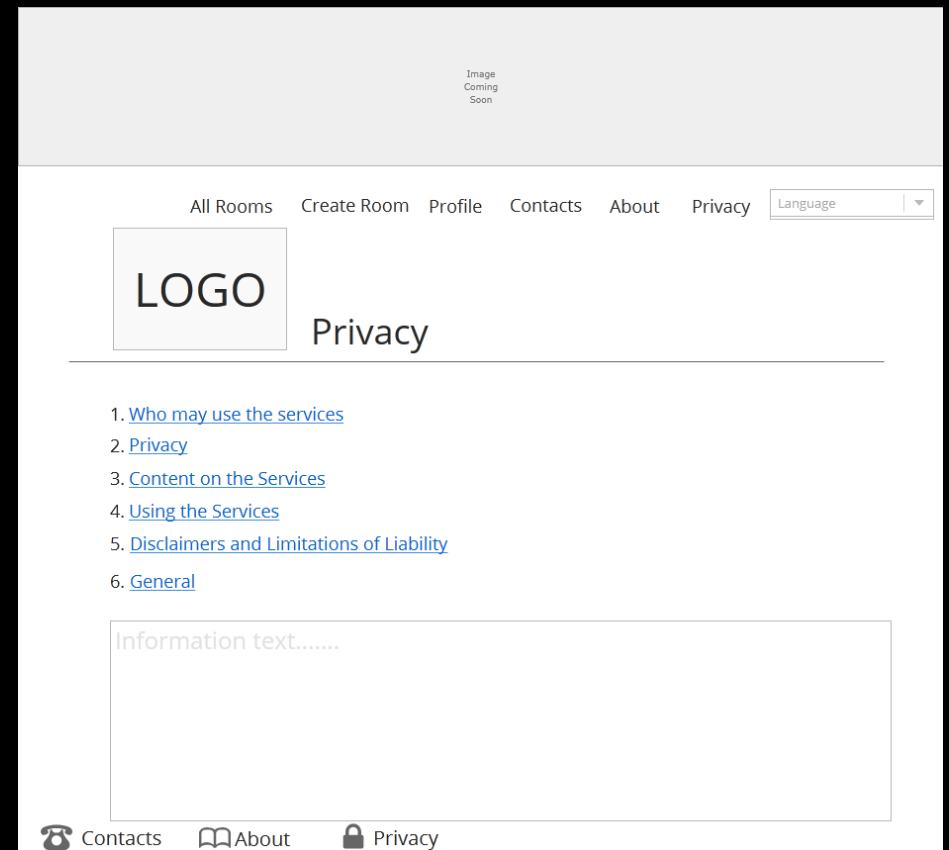 Image
Coming
Soon
All Rooms Create Room Profile Contacts About Privacy Language
LOGO
Privacy
1. Who may use the services
2. Privacy
3. Content on the Services
4. Using the Services
5. Disclaimers and Limitations of Liability
6. General
Information text.......
Contacts About Privacy